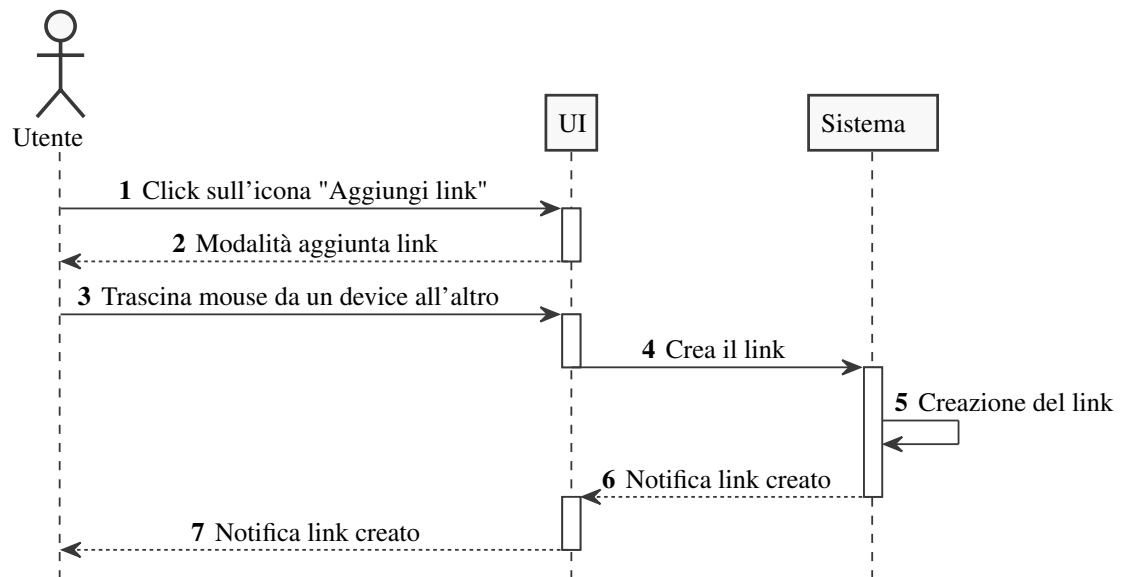 Utente
UI
Sistema
1 Click sull'icona "Aggiungi link"
2 Modalità aggiunta link
3 Trascina mouse da un device all'altro
4 Crea il link
5 Creazione del link
6 Notifica link creato
7 Notifica link creato